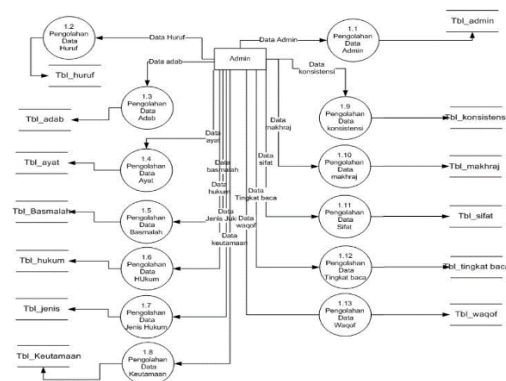 1.2
Pengolahan
Data
Huruf
Data Huruf
Data Admin
1.1
Pengolahan
Data
Admin
Tbl_admin
Admin
Tbl_huruf
Data adab
Data
konsistensi
1.3
Pengolahan
Data
Adab
Tbl_adab
1.9
Pengolahan
Data
konsistensi
Tbl_konsistensi
Data
ayat
Data
makhraj
1.4
Pengolahan
Data
Ayat
Tbl_ayat
Data
basmalah
Data
sifat
1.10
Pengolahan
Data
makhraj
Tbl_makhraj
Data
hukum
Data
Tingkat baca
1.5
Pengolahan
Data
Basmalah
Tbl_Basmalah
Data
Jenis
Data
waqof
1.11
Pengolahan
Data
Sifat
Tbl_sifat
Data
keutamaan
1.6
Pengolahan
Data
HUkum
Tbl_hukum
1.12
Pengolahan
Data
Tingkat baca
Tbl_tingkat baca
1.7
Pengolahan
Data
Jenis Hukum
Tbl_jenis
1.13
Pengolahan
Data
Waqof
Tbl_waqof
1.8
Pengolahan
Data
Keutamaan
Tbl_Keutamaan